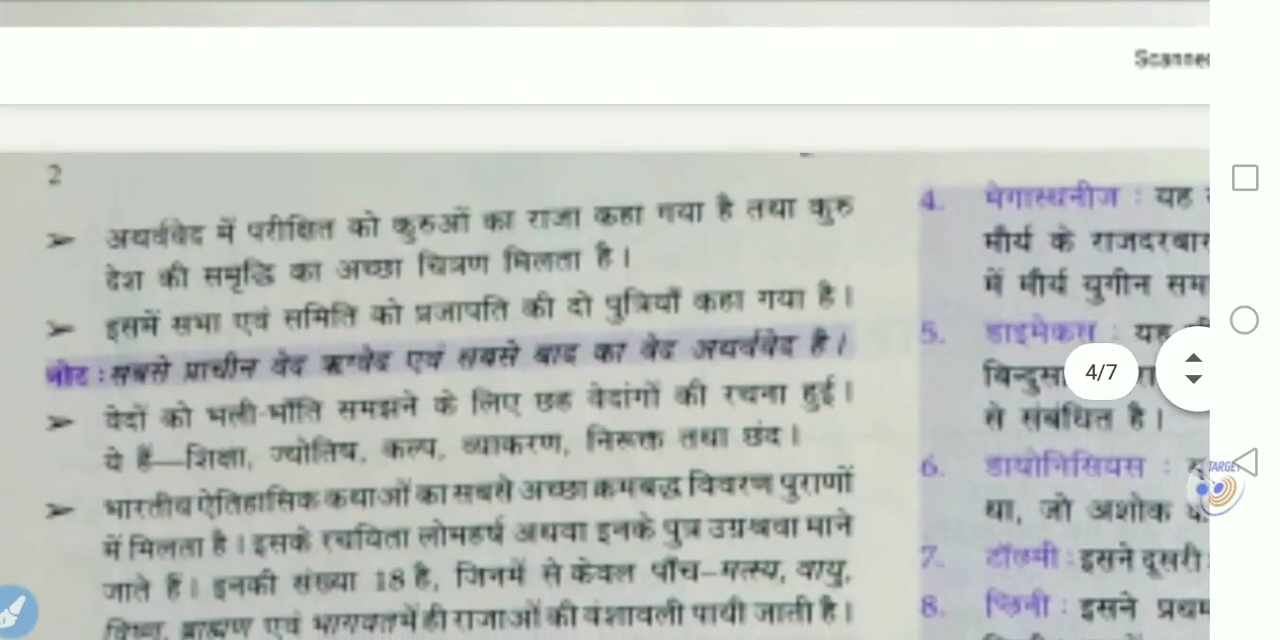 Scanned
2
➤ अथर्ववेद में परीक्षित को कुरुओं का राजा कहा गया है तथा कुरु
देश की समृद्धि का अच्छा चित्रण मिलता है।
➤ इसमें सभा एवं समिति को प्रजापति की दो पुत्रियाँ कहा गया है।
नोट : सबसे प्राचीन वेद ऋग्वेद एवं सबसे बाद का वेद अथर्ववेद है।
➤ वेदों को भली-भाँति समझने के लिए छह वेदांगों की रचना हुई।
ये हैं—शिक्षा, ज्योतिष, कल्प, व्याकरण, निरूक्त तथा छंद।
➤ भारतीय ऐतिहासिक कथाओं का सबसे अच्छा क्रमबद्ध विवरण पुराणों
में मिलता है। इसके रचयिता लोमहर्ष अथवा इनके पुत्र उग्रश्रवा माने
जाते हैं। इनकी संख्या 18 है, जिनमें से केवल पाँच–मत्स्य, वायु,
विष्णु, ब्राह्मण एवं भागवत में ही राजाओं की वंशावली पायी जाती है।
4. मेगास्थनीज : यह
मौर्य के राजदरबार
में मौर्य युगीन सम
5. डाइमेकस : यह
बिन्दुसा रा
से संबंधित है।
6. डायोनिसियस :
था, जो अशोक
7. टॉलमी : इसने दूसरी
8. प्लिनी : इसने प्रथम
4/7
TARGET